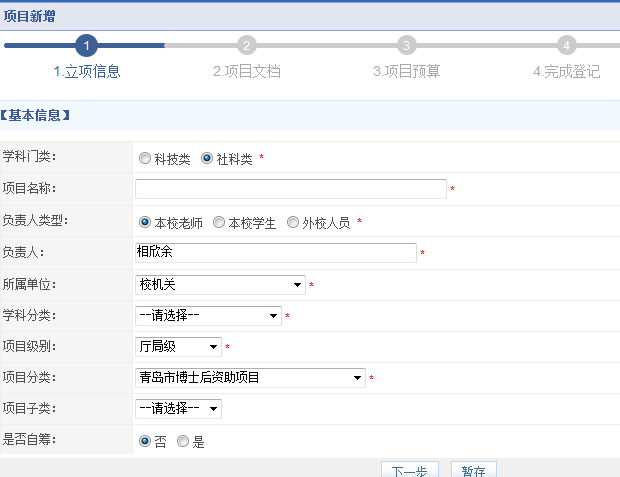 项目新增
1 2 3 4
1.立项信息 2.项目文档 3.项目预算 4.完成登记
【基本信息】
学科门类： 科技类 社科类 *
项目名称： *
负责人类型： 本校老师 本校学生 外校人员 *
负责人： 相欣余 *
所属单位： 校机关 *
学科分类： --请选择-- *
项目级别： 厅局级 *
项目分类： 青岛市博士后资助项目 *
项目子类： --请选择--
是否自筹： 否 是
下一步 暂存